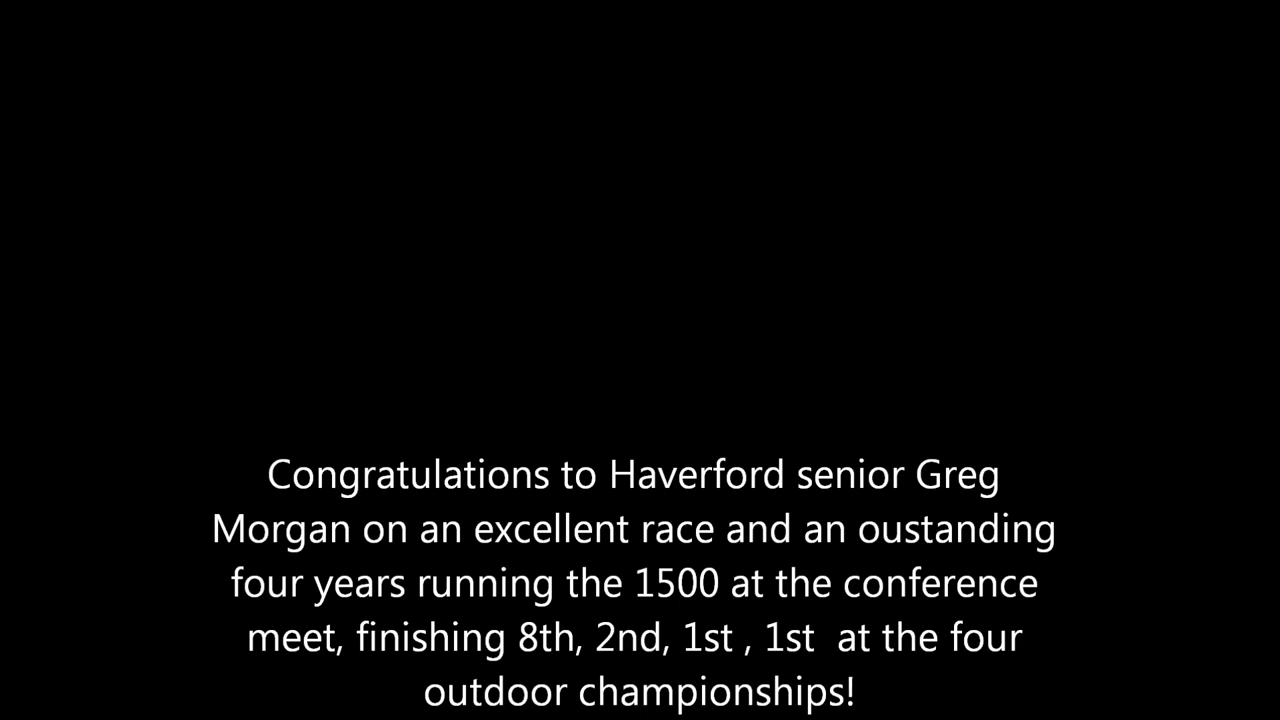 Congratulations to Haverford senior Greg
Morgan on an excellent race and an oustanding
four years running the 1500 at the conference
meet, finishing 8th, 2nd, 1st , 1st  at the four
outdoor championships!